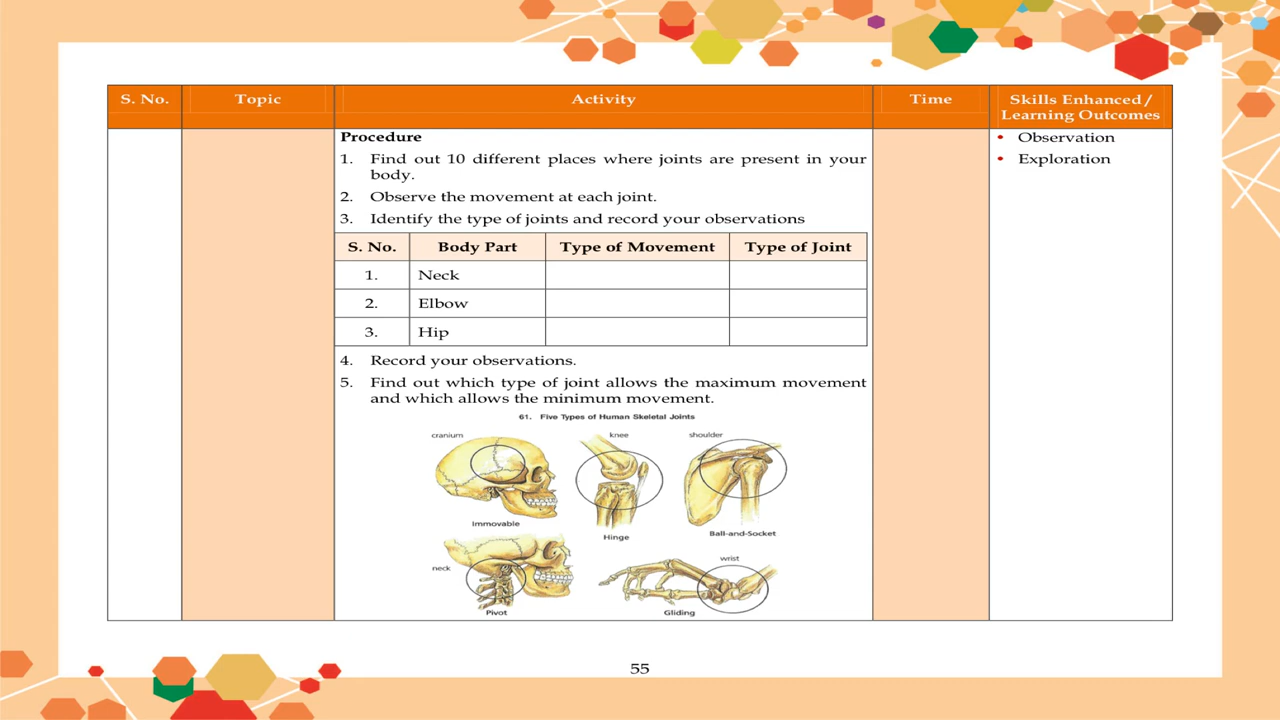 S. No.
Topic
Activity
Time
Skills Enhanced /
Learning Outcomes
Procedure
1. Find out 10 different places where joints are present in your
body.
2. Observe the movement at each joint.
3. Identify the type of joints and record your observations
S. No. Body Part Type of Movement Type of Joint
1. Neck
2. Elbow
3. Hip
4. Record your observations.
5. Find out which type of joint allows the maximum movement
and which allows the minimum movement.
61. Five Types of Human Skeletal Joints
cranium
knee
shoulder
Immovable
Hinge
Ball-and-Socket
neck
wrist
Pivot
Gliding
• Observation
• Exploration
55